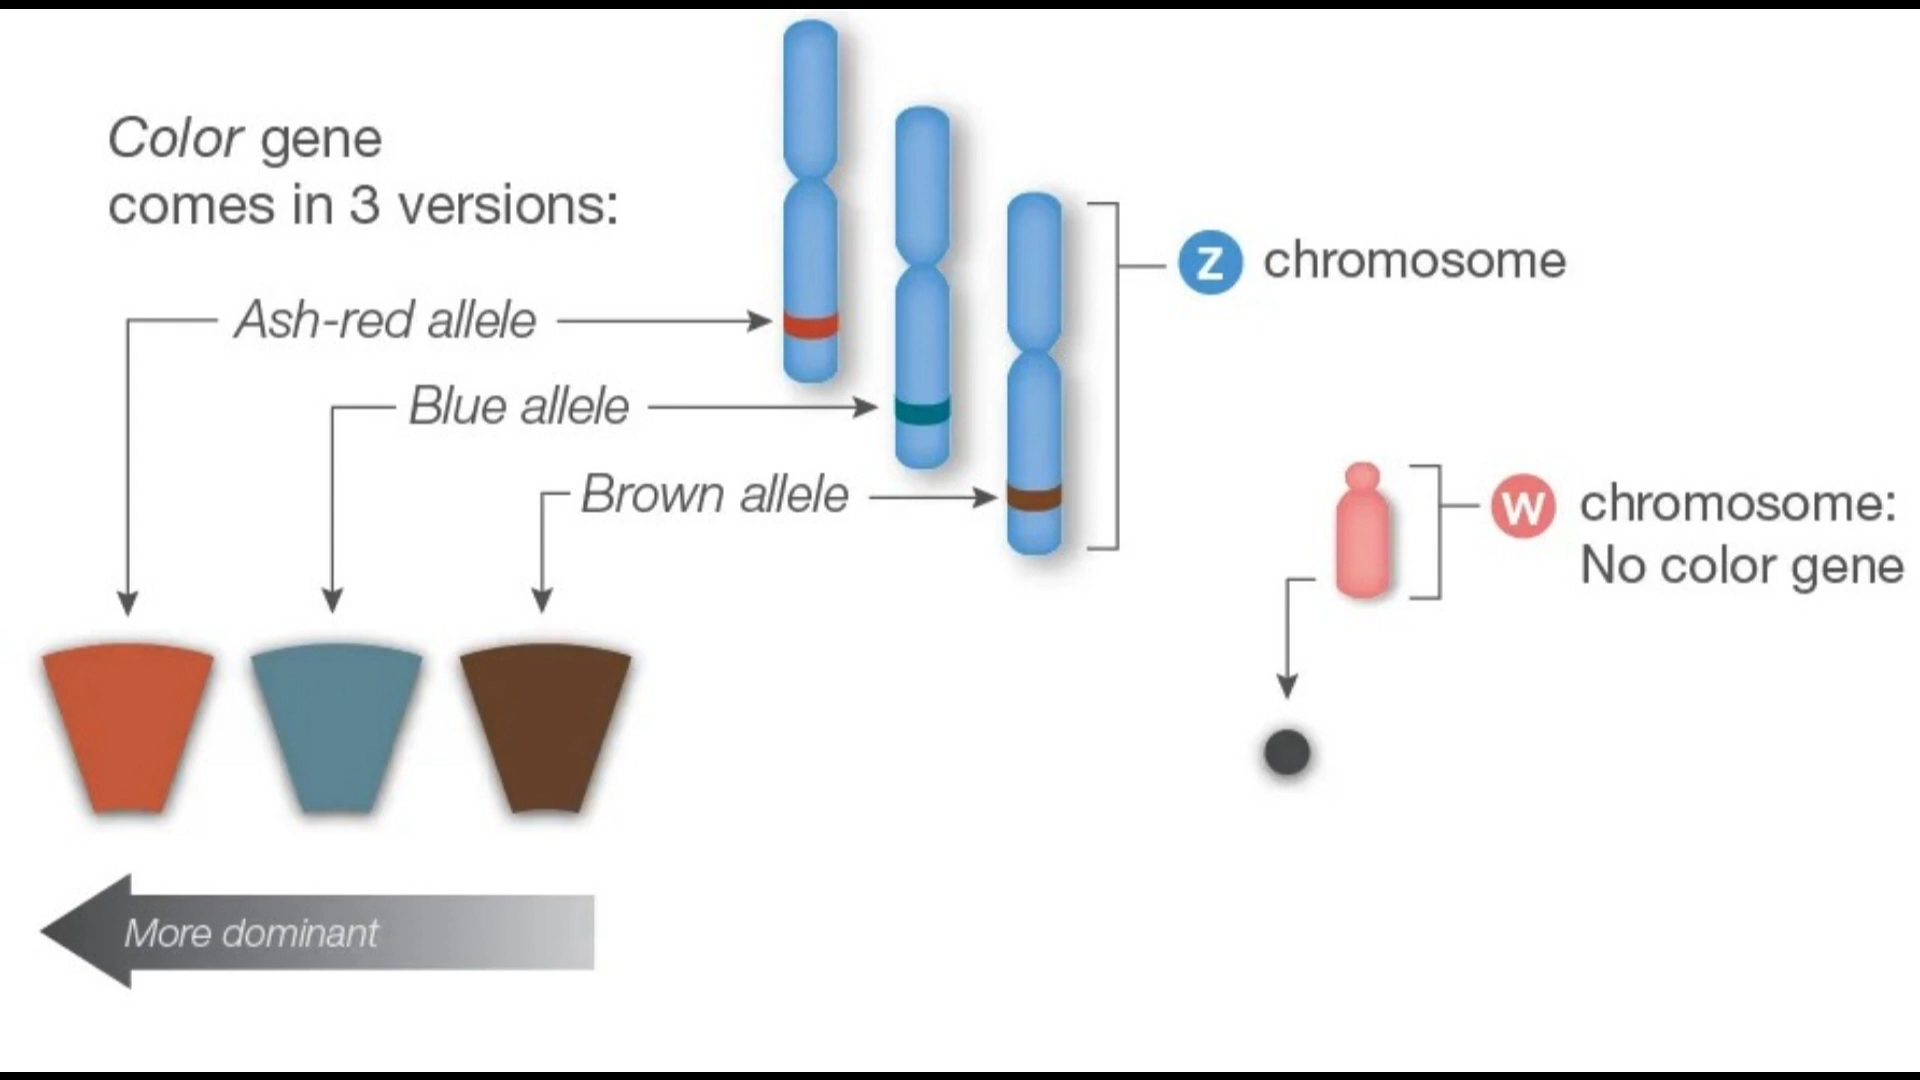 Color gene
comes in 3 versions:
Ash-red allele
Blue allele
Brown allele
Z chromosome
W chromosome:
No color gene
More dominant